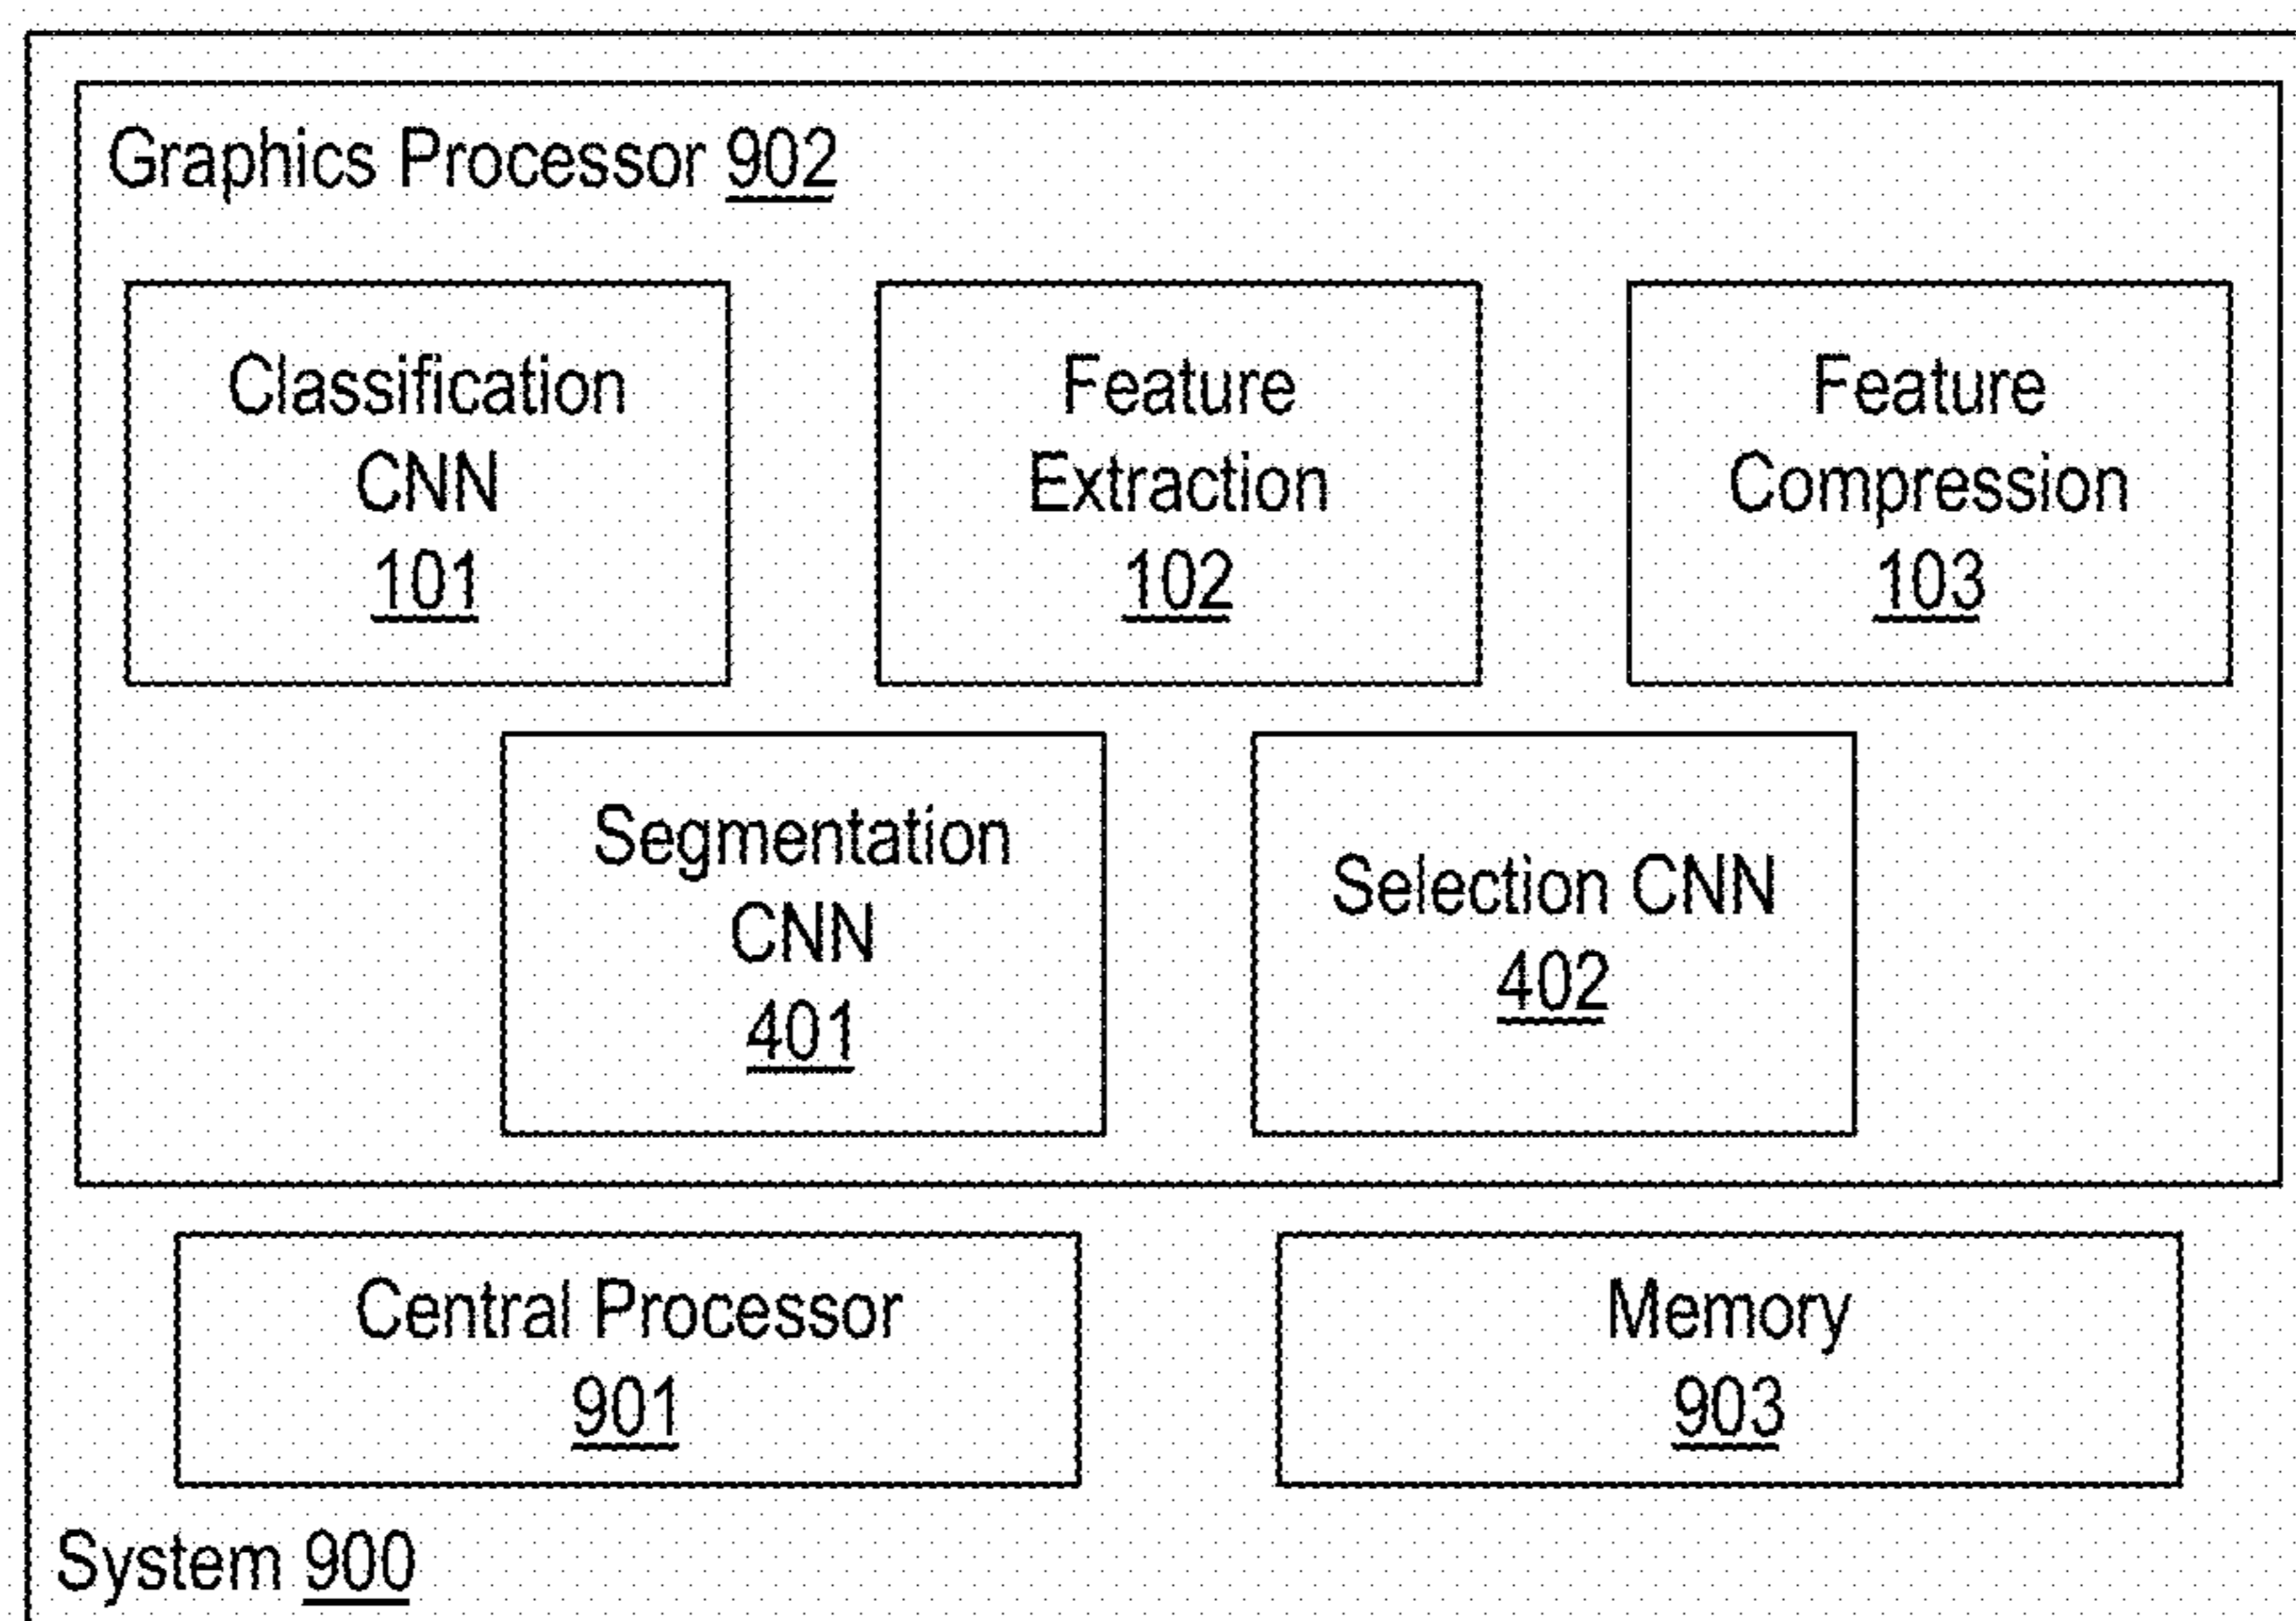 Graphics Processor 902
Classification
CNN
101
Feature
Extraction
102
Feature
Compression
103
Segmentation
CNN
401
Selection CNN
402
Central Processor
901
Memory
903
System 900